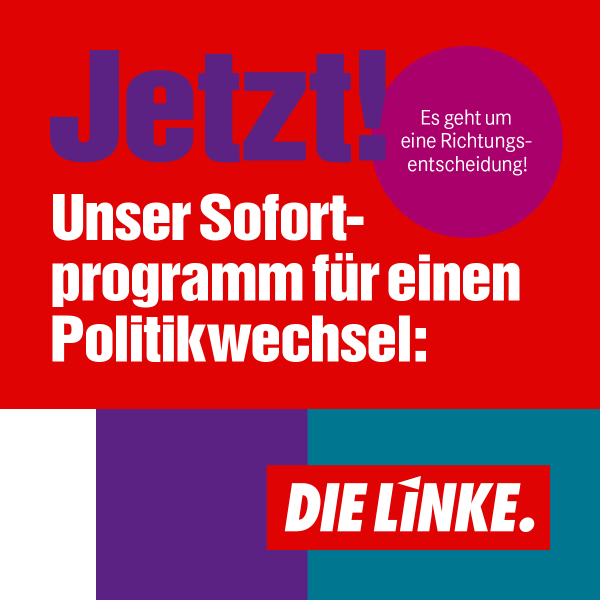 Jetzt!
Es geht um
eine Richtungs-
entscheidung!
Unser Sofort-
programm für einen
Politikwechsel:
DIE LINKE.